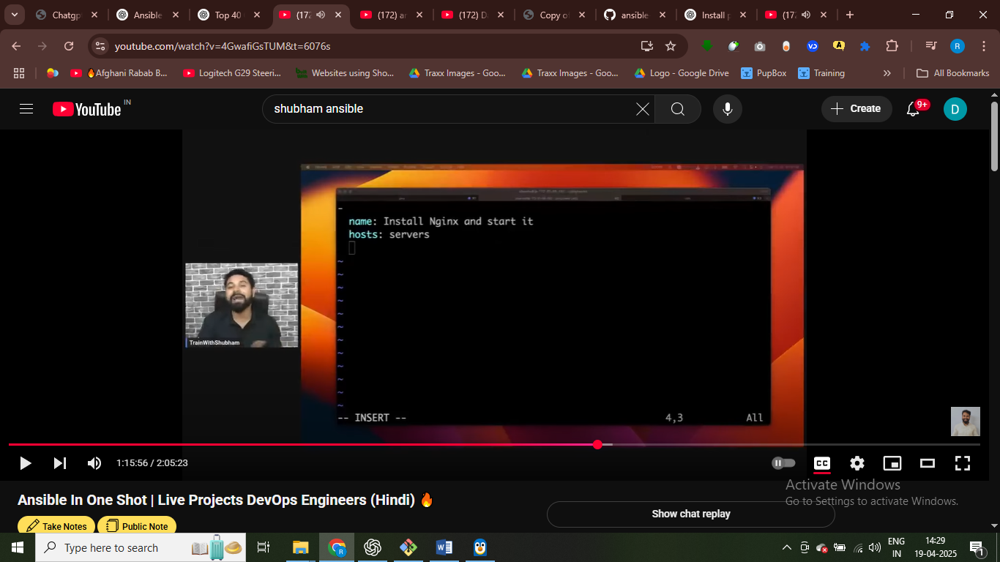 Chatgp
Ansible
Top 40
(172
(172) ar
(172) D
Copy of
ansible
Install p
(172
youtube.com/watch?v=4GwafiGsTUM&t=6076s
R
🔥Afghani Rabab B...
Logitech G29 Steeri...
Websites using Sho...
Traxx Images - Goo...
Traxx Images - Goo...
Logo - Google Drive
PupBox
Training
»
All Bookmarks
YouTube IN
shubham ansible
Create
9+
D
-
name: Install Nginx and start it
hosts: servers
~
~
~
~
~
~
~
~
~
~
~
~
-- INSERT -- 4,3 All
TrainWithShubham
1:15:56 / 2:05:23
CC
Activate Windows
Go to Settings to activate Windows.
Ansible In One Shot | Live Projects DevOps Engineers (Hindi) 🔥
Show chat replay
Take Notes
Public Note
Type here to search
ENG
IN
14:29
19-04-2025
1